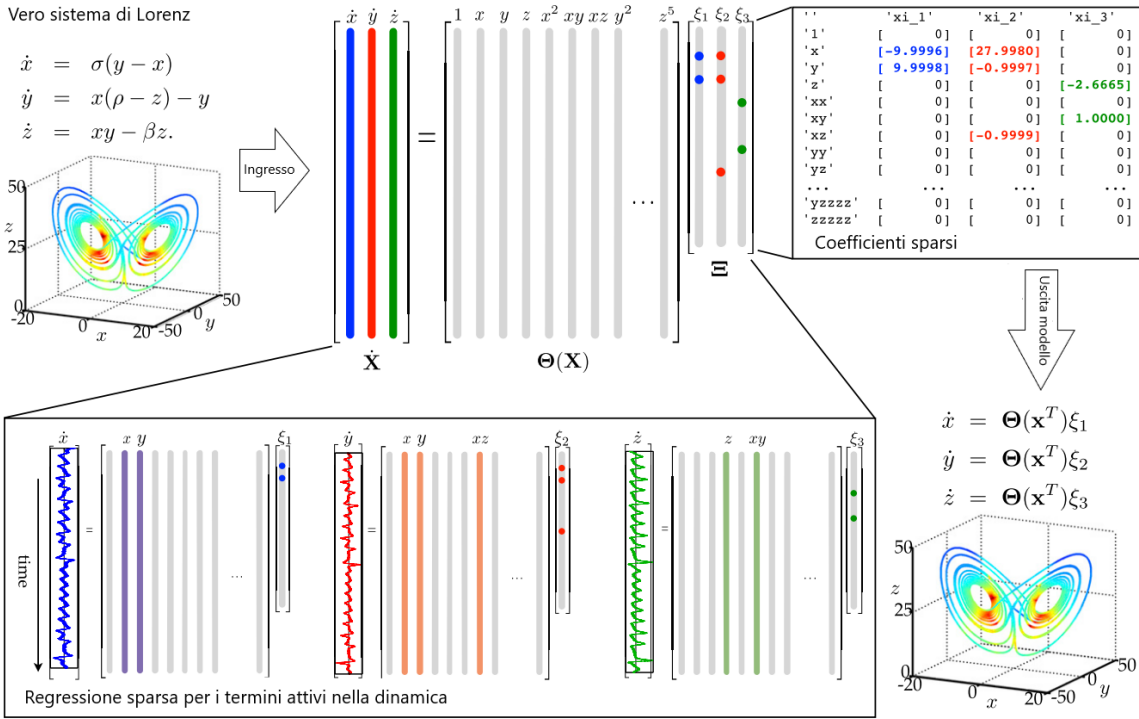 Vero sistema di Lorenz
ẋ = σ(y − x)
ẏ = x(ρ − z) − y
ż = xy − βz.
z 50 25 0 -20 0 20 -50 0 50 x y
Ingresso
ẋ ẏ ż
Ẋ
=
1 x y z x² xy xz y² z⁵
...
Θ(X)
ξ₁ ξ₂ ξ₃
Ξ
'' 'xi_1' 'xi_2' 'xi_3'
'1' [ 0] [ 0] [ 0]
'x' [-9.9996] [27.9980] [ 0]
'y' [ 9.9998] [-0.9997] [ 0]
'z' [ 0] [ 0] [-2.6665]
'xx' [ 0] [ 0] [ 0]
'xy' [ 0] [ 0] [ 1.0000]
'xz' [ 0] [-0.9999] [ 0]
'yy' [ 0] [ 0] [ 0]
'yz' [ 0] [ 0] [ 0]
... ... ... ...
'yzzzz' [ 0] [ 0] [ 0]
'zzzzz' [ 0] [ 0] [ 0]
Coefficienti sparsi
Uscita modello
ẋ = Θ(xᵀ)ξ₁
ẏ = Θ(xᵀ)ξ₂
ż = Θ(xᵀ)ξ₃
z 50 25 0 -20 0 20 -50 0 50 x y
time
ẋ = x y ... ξ₁
ẏ = x y xz ... ξ₂
ż = z xy ... ξ₃
Regressione sparsa per i termini attivi nella dinamica